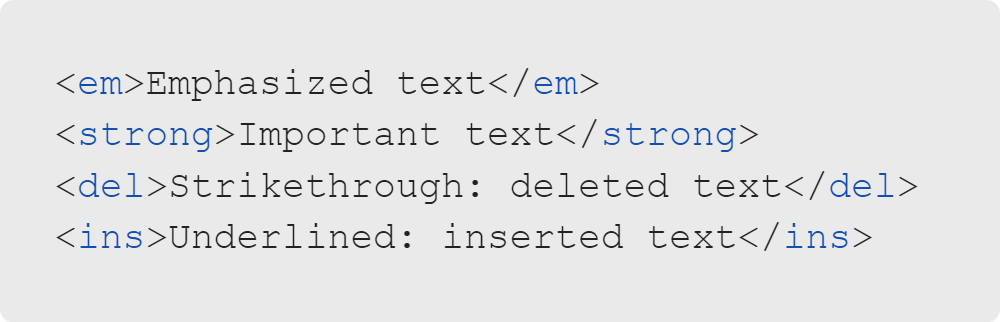 <em>Emphasized text</em>
<strong>Important text</strong>
<del>Strikethrough: deleted text</del>
<ins>Underlined: inserted text</ins>